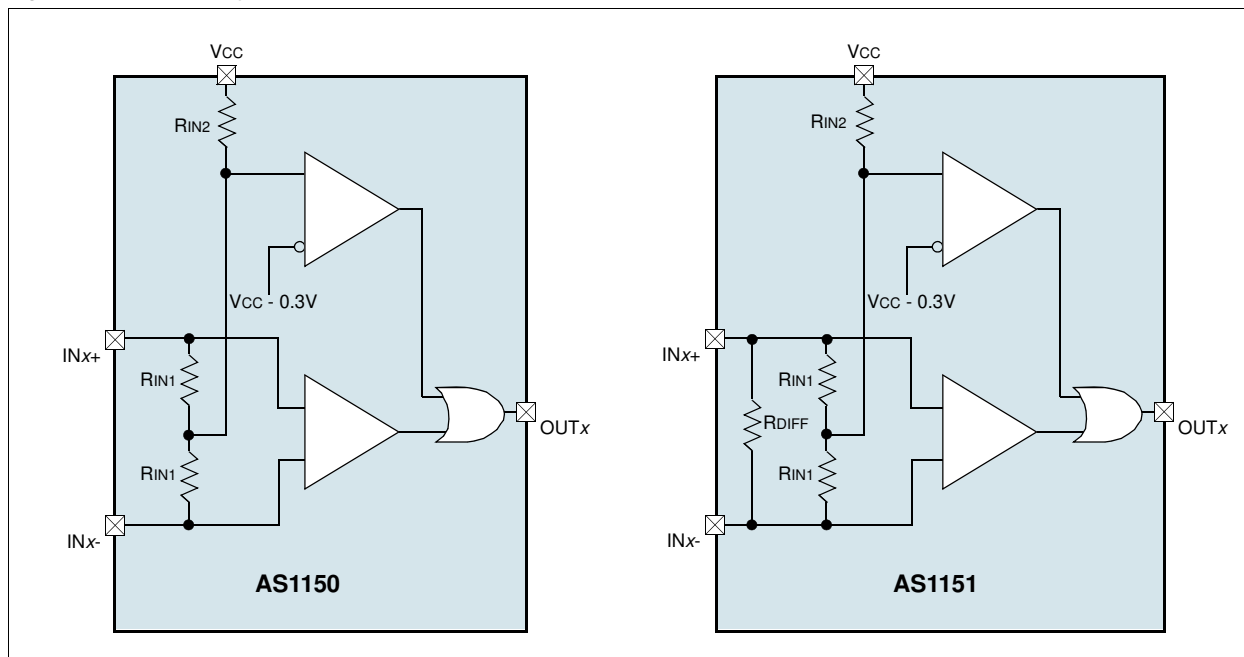 VCC
RIN2
VCC - 0.3V
INx+
RIN1
RIN1
INx-
OUTx
AS1150
VCC
RIN2
VCC - 0.3V
INx+
RDIFF
RIN1
RIN1
INx-
OUTx
AS1151